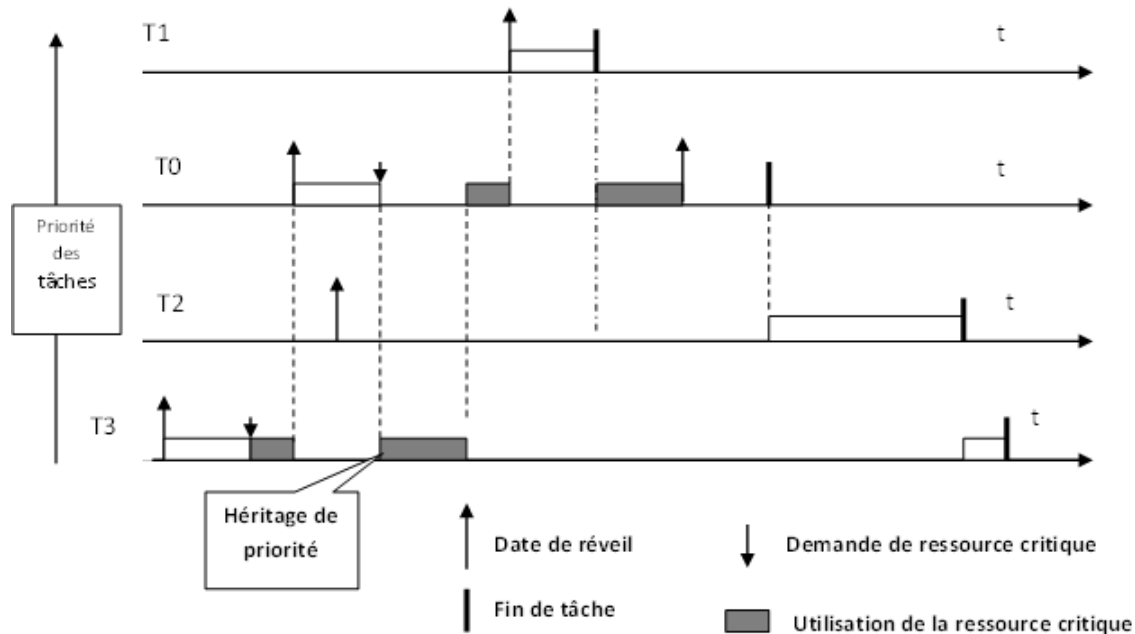 T1
t
T0
t
Priorité
des
tâches
T2
t
T3
t
Héritage de
priorité
Date de réveil
Demande de ressource critique
Fin de tâche
Utilisation de la ressource critique